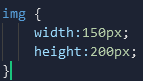 img {
    width:150px;
    height:200px;
}